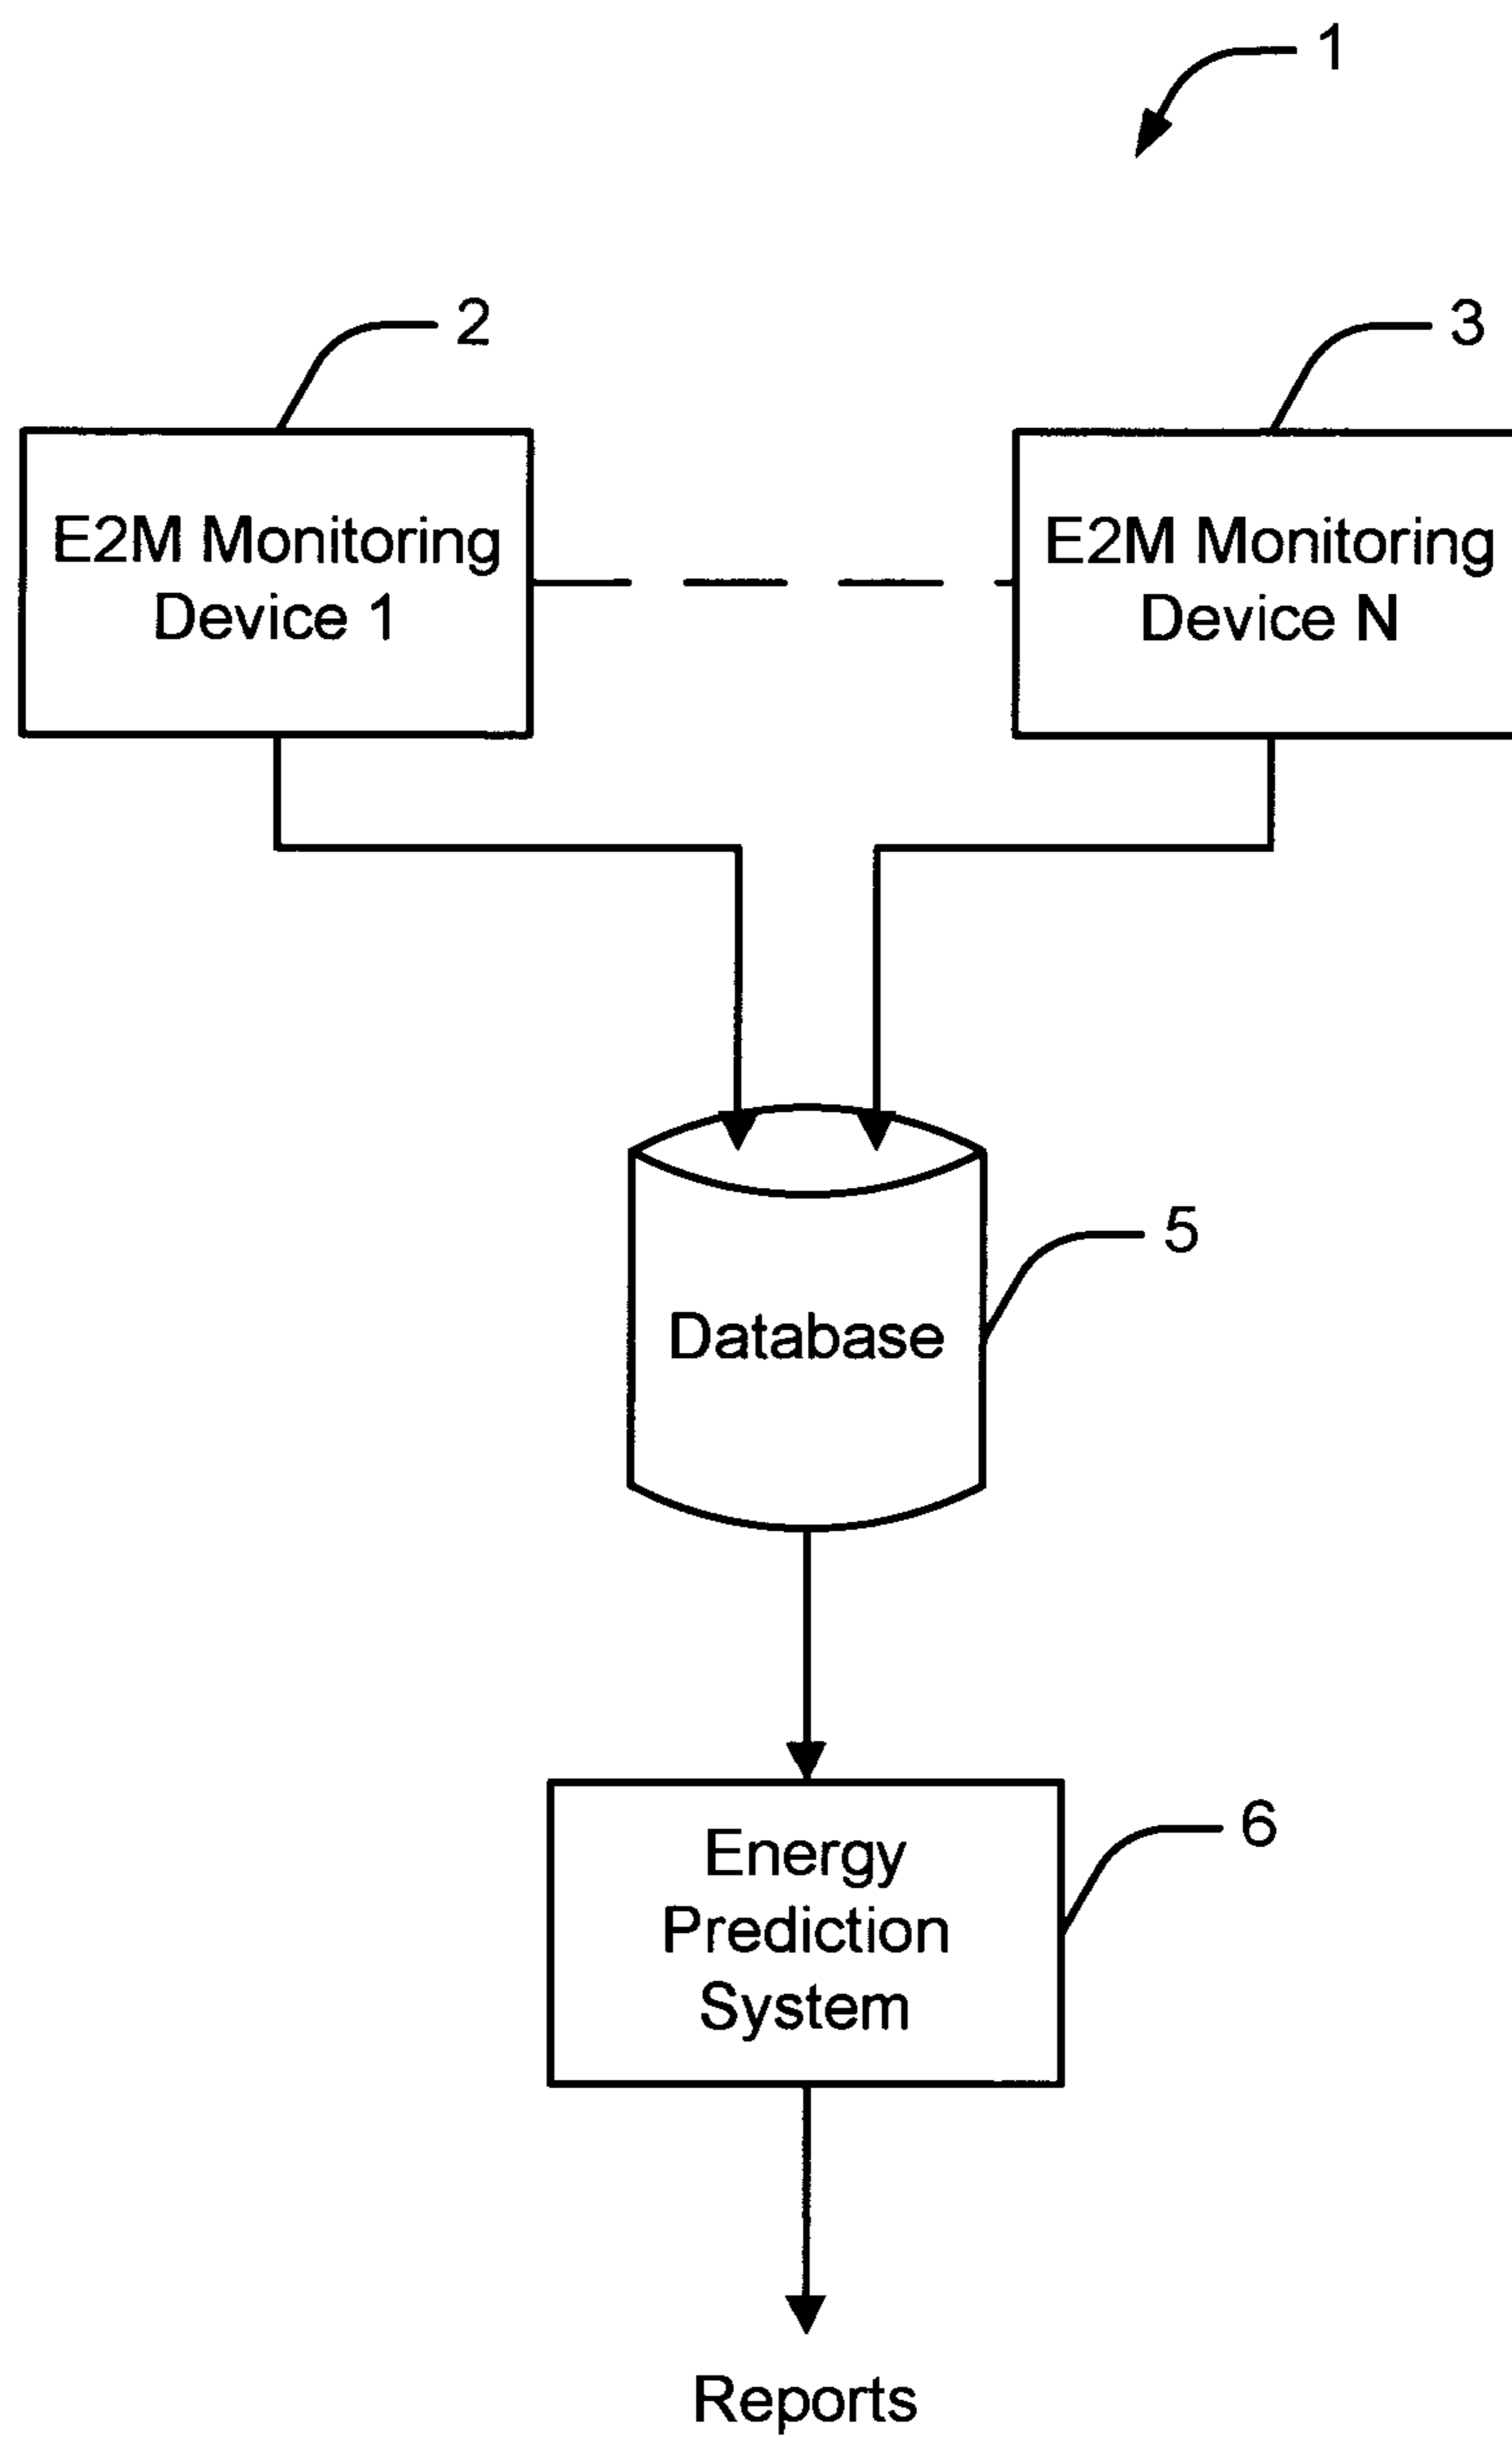 1
2
3
E2M Monitoring
Device 1
E2M Monitoring
Device N
5
Database
6
Energy
Prediction
System
Reports